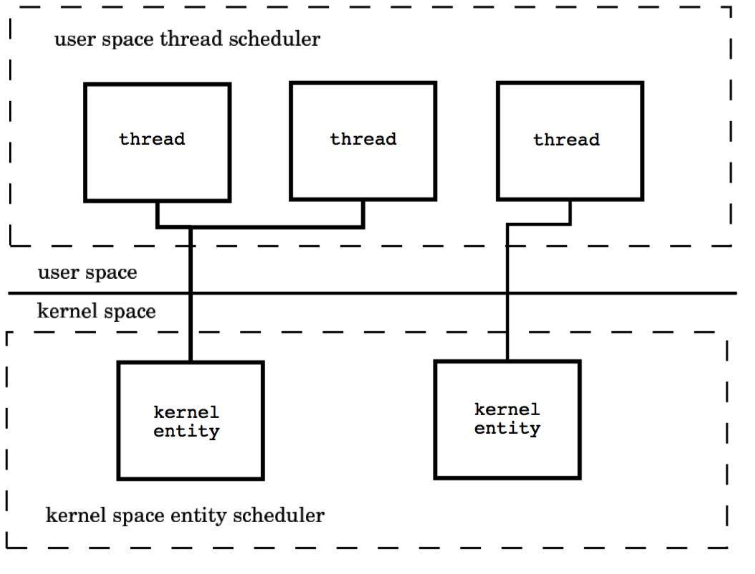 user space thread scheduler
thread
thread
thread
user space
kernel space
kernel
entity
kernel
entity
kernel space entity scheduler